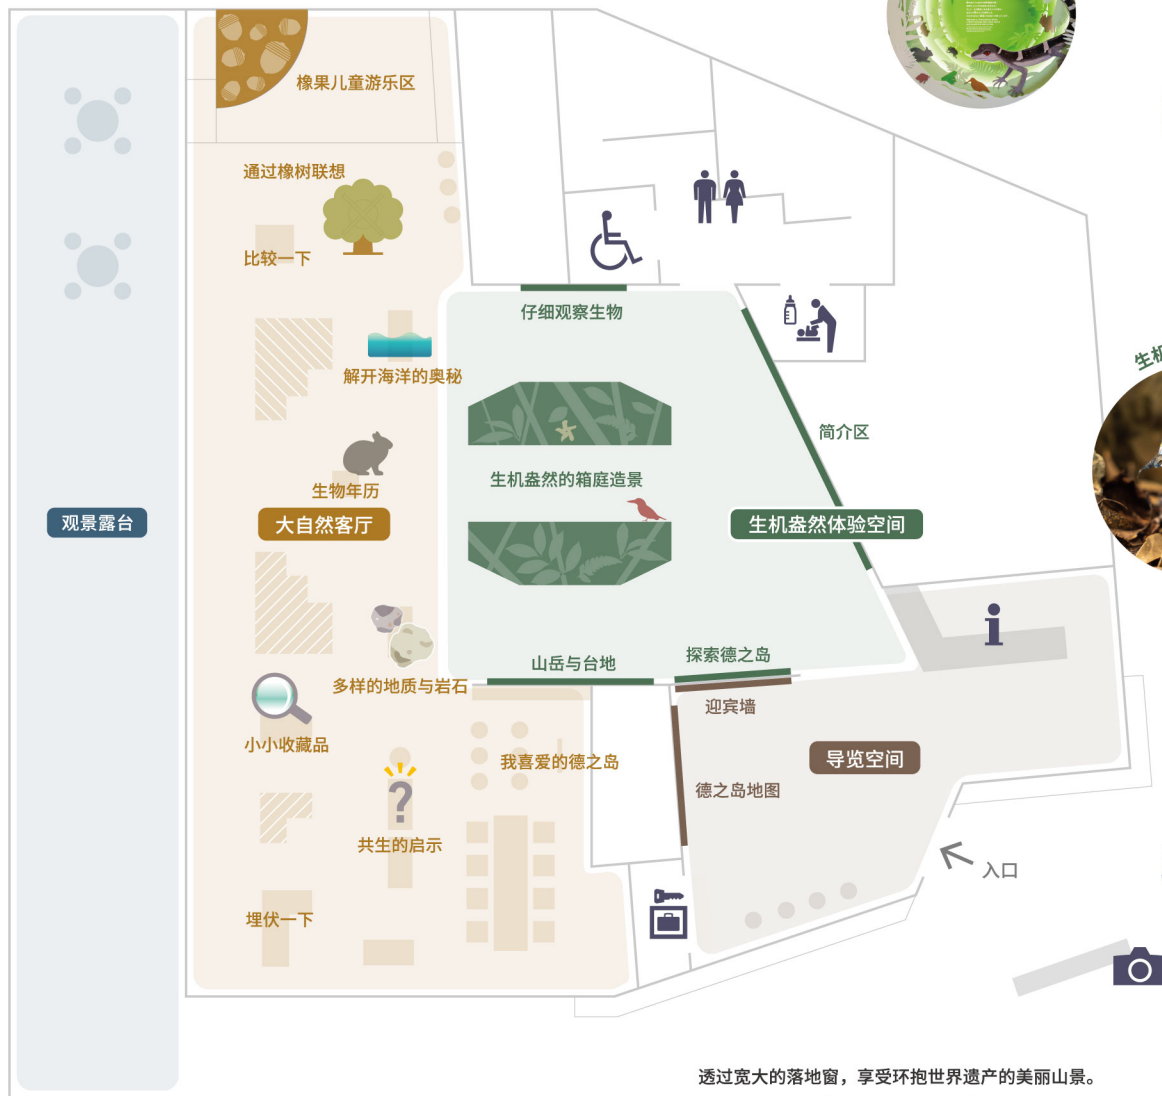 橡果儿童游乐区
通过橡树联想
比较一下
仔细观察生物
解开海洋的奥秘
简介区
生机
生机盎然的箱庭造景
生物年历
观景露台
大自然客厅
生机盎然体验空间
山岳与台地
探索德之岛
多样的地质与岩石
迎宾墙
小小收藏品
我喜爱的德之岛
导览空间
德之岛地图
共生的启示
入口
埋伏一下
透过宽大的落地窗，享受环抱世界遗产的美丽山景。